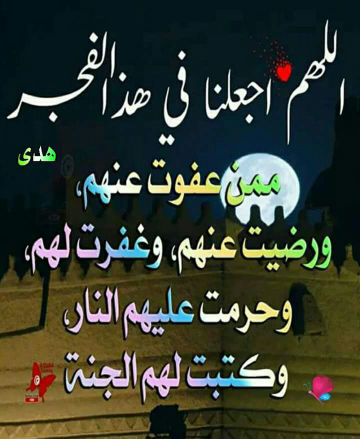 اللهم اجعلنا في هذا الفجر
هدى
ممن عفوت عنهم،
ورضيت عنهم، وغفرت لهم،
وحرمت عليهم النار،
وكتبت لهم الجنة